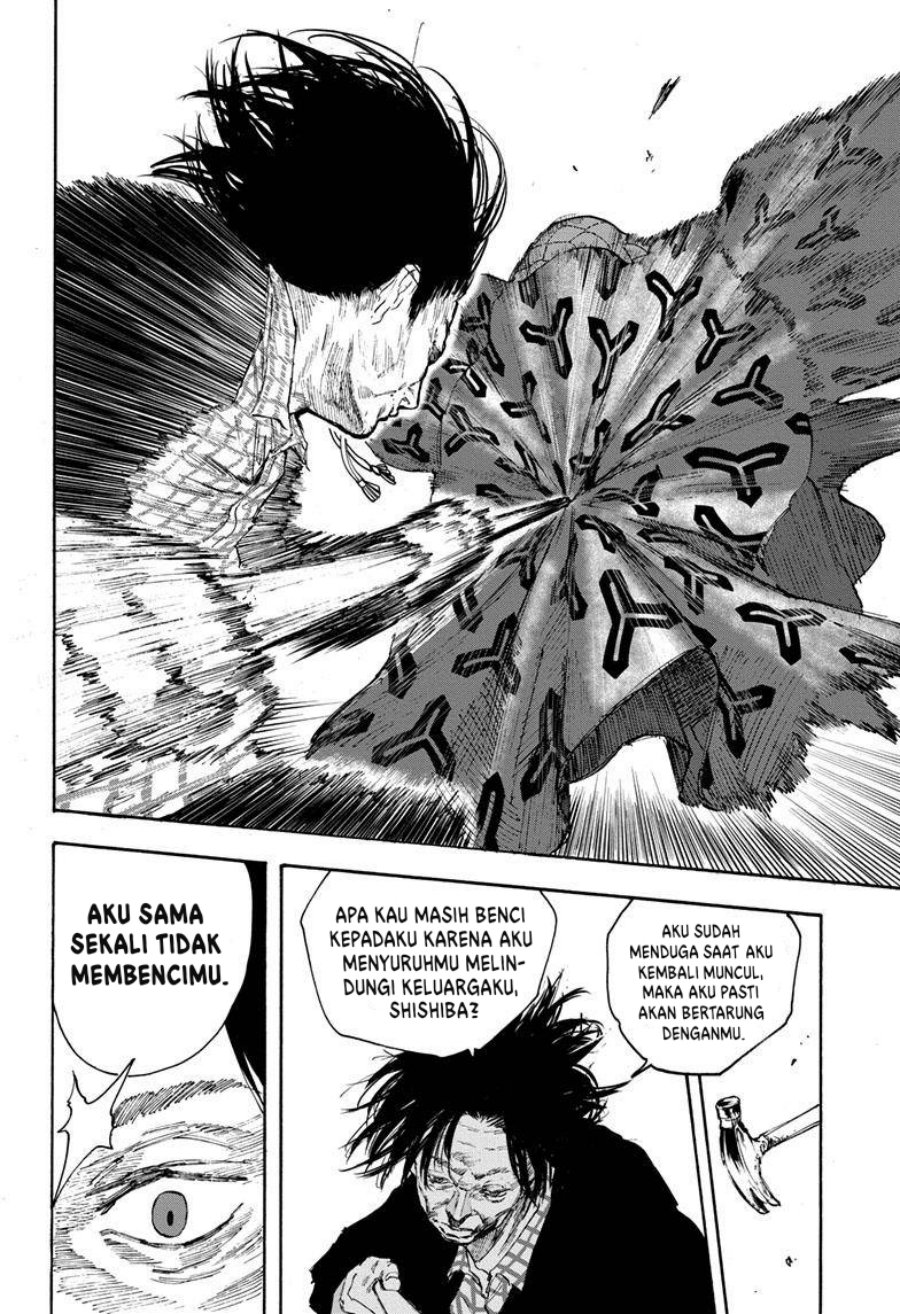 AKU SUDAH
MENDUGA SAAT AKU
KEMBALI MUNCUL,
MAKA AKU PASTI
AKAN BERTARUNG
DENGANMU.
APA KAU MASIH BENCI
KEPADAKU KARENA AKU
MENYURUHMU MELIN-
DUNGI KELUARGAKU,
SHISHIBA?
AKU SAMA
SEKALI TIDAK
MEMBENCIMU.